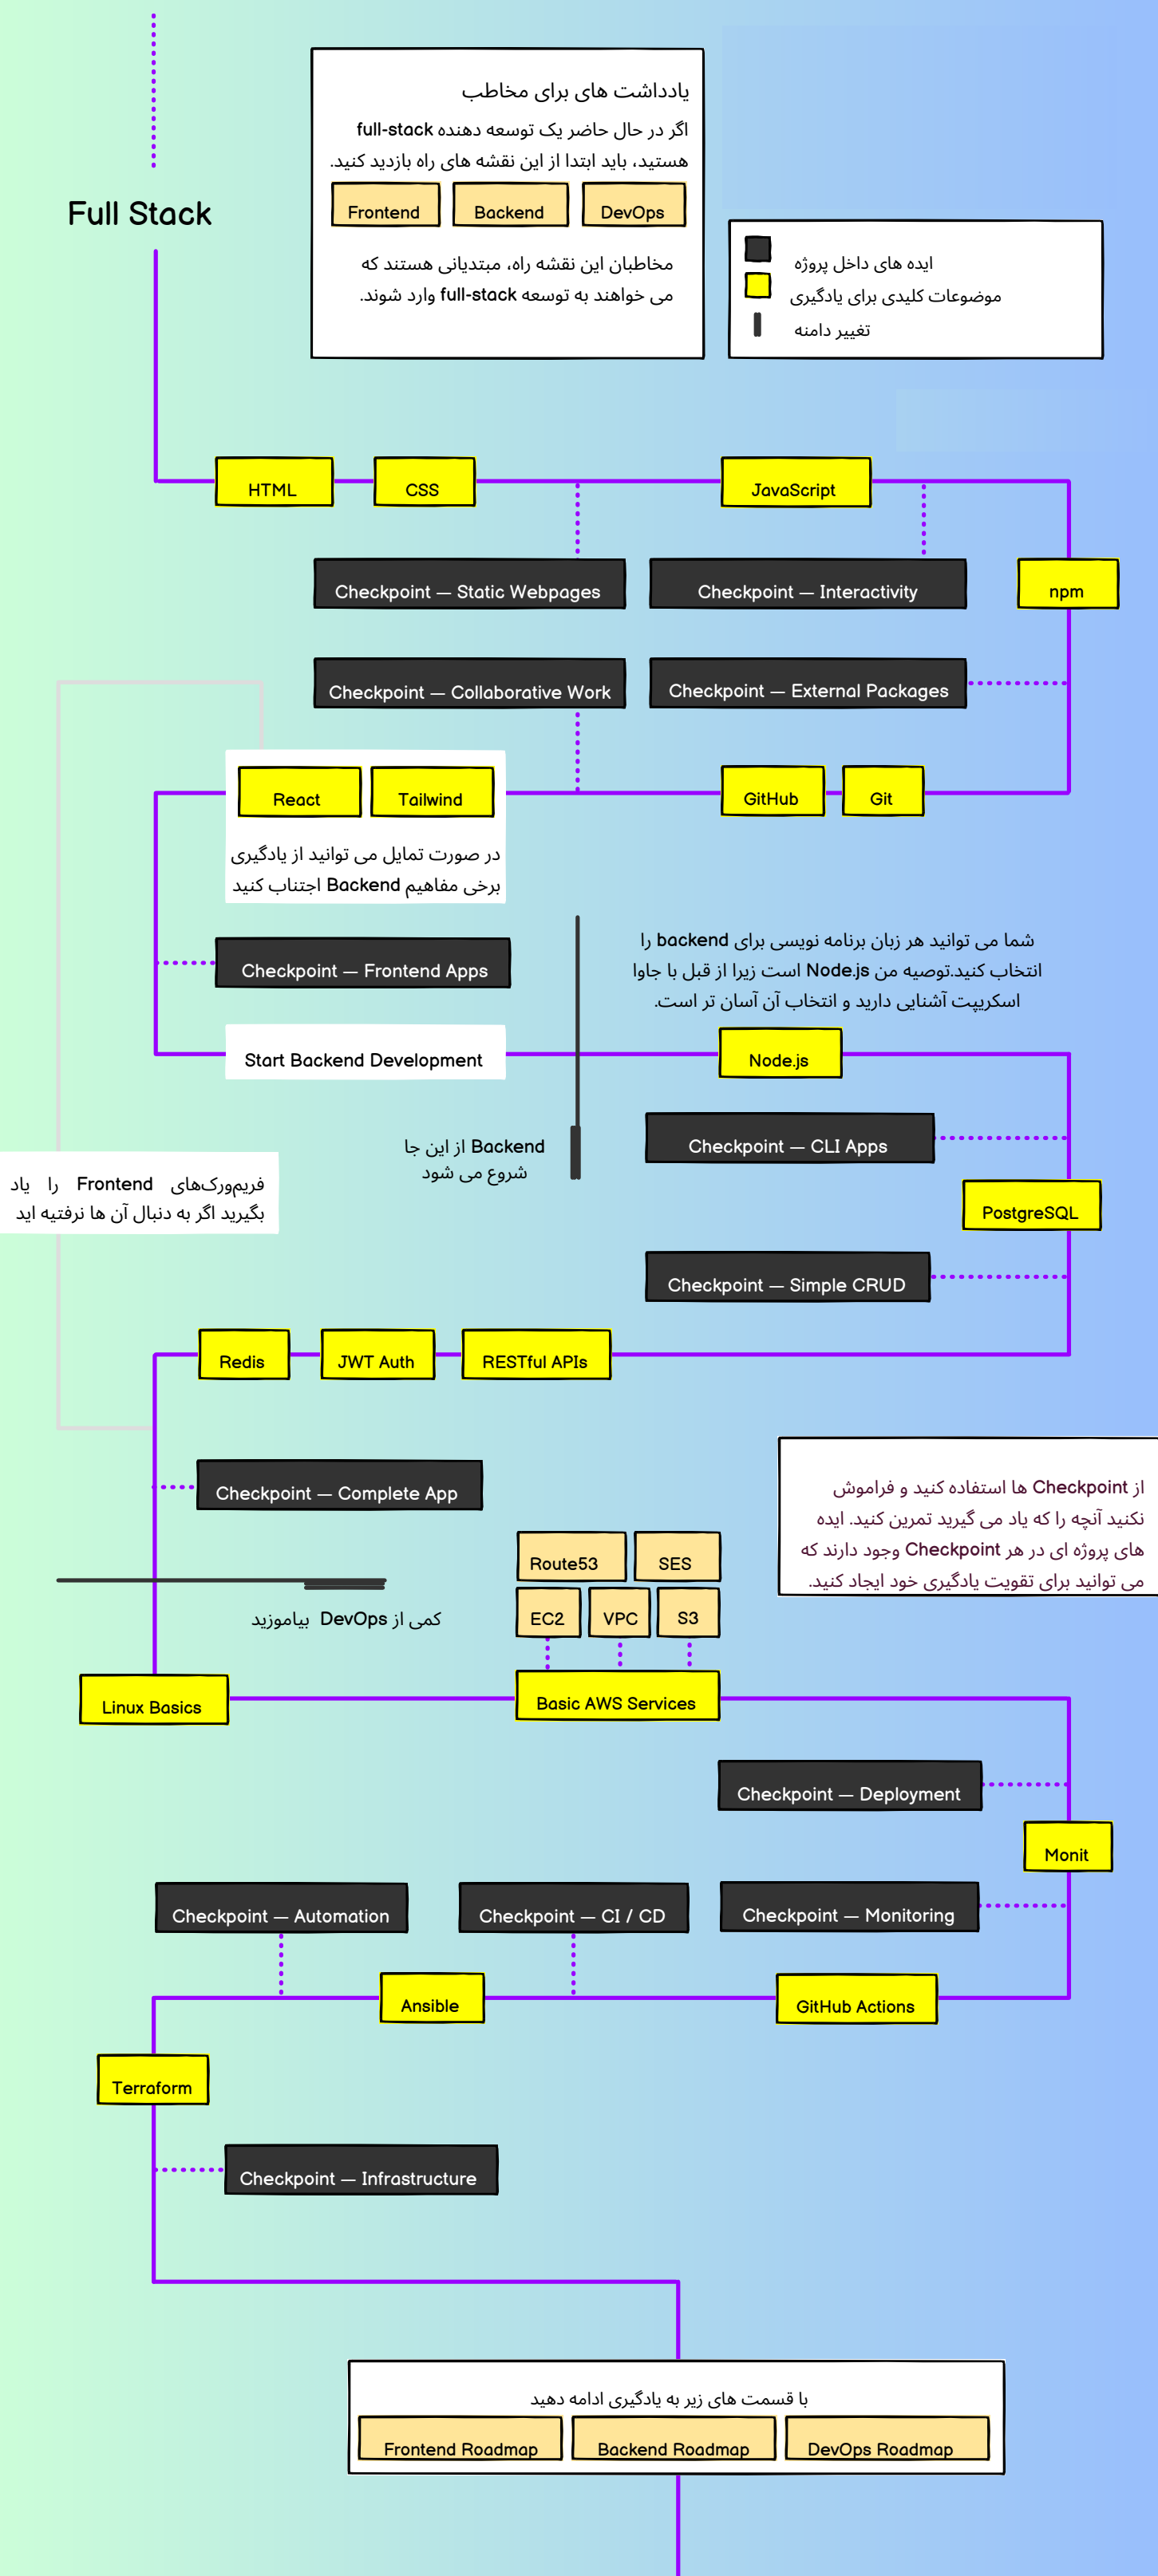 یادداشت های برای مخاطب
اگر در حال حاضر یک توسعه دهنده full-stack
هستید، باید ابتدا از این نقشه های راه بازدید کنید.
Frontend
Backend
DevOps
مخاطبان این نقشه راه، مبتدیانی هستند که
می خواهند به توسعه full-stack وارد شوند.
Full Stack
ایده های داخل پروژه
موضوعات کلیدی برای یادگیری
تغییر دامنه
HTML
CSS
JavaScript
Checkpoint — Static Webpages
Checkpoint — Interactivity
npm
Checkpoint — Collaborative Work
Checkpoint — External Packages
React
Tailwind
GitHub
Git
در صورت تمایل می توانید از یادگیری
برخی مفاهیم Backend اجتناب کنید
Checkpoint — Frontend Apps
شما می توانید هر زبان برنامه نویسی برای backend را
انتخاب کنید.توصیه من Node.js است زیرا از قبل با جاوا
اسکریپت آشنایی دارید و انتخاب آن آسان تر است.
Start Backend Development
Node.js
Backend از این جا
شروع می شود
Checkpoint — CLI Apps
فریم‌ورک‌های Frontend را یاد
بگیرید اگر به دنبال آن ها نرفتیه اید
PostgreSQL
Checkpoint — Simple CRUD
Redis
JWT Auth
RESTful APIs
Checkpoint — Complete App
از Checkpoint ها استفاده کنید و فراموش
نکنید آنچه را که یاد می گیرید تمرین کنید. ایده
های پروژه ای در هر Checkpoint وجود دارند که
می توانید برای تقویت یادگیری خود ایجاد کنید.
Route53
SES
EC2
VPC
S3
کمی از DevOps بیاموزید
Linux Basics
Basic AWS Services
Checkpoint — Deployment
Monit
Checkpoint — Automation
Checkpoint — CI / CD
Checkpoint — Monitoring
Ansible
GitHub Actions
Terraform
Checkpoint — Infrastructure
با قسمت های زیر به یادگیری ادامه دهید
Frontend Roadmap
Backend Roadmap
DevOps Roadmap